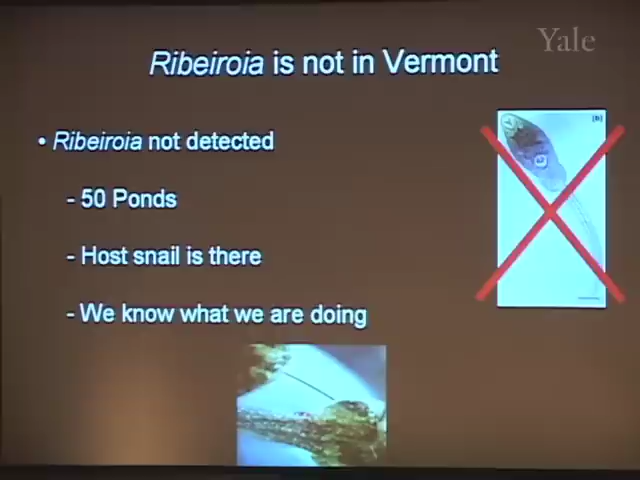 Yale
Ribeiroia is not in Vermont
(b)
• Ribeiroia not detected
- 50 Ponds
- Host snail is there
- We know what we are doing